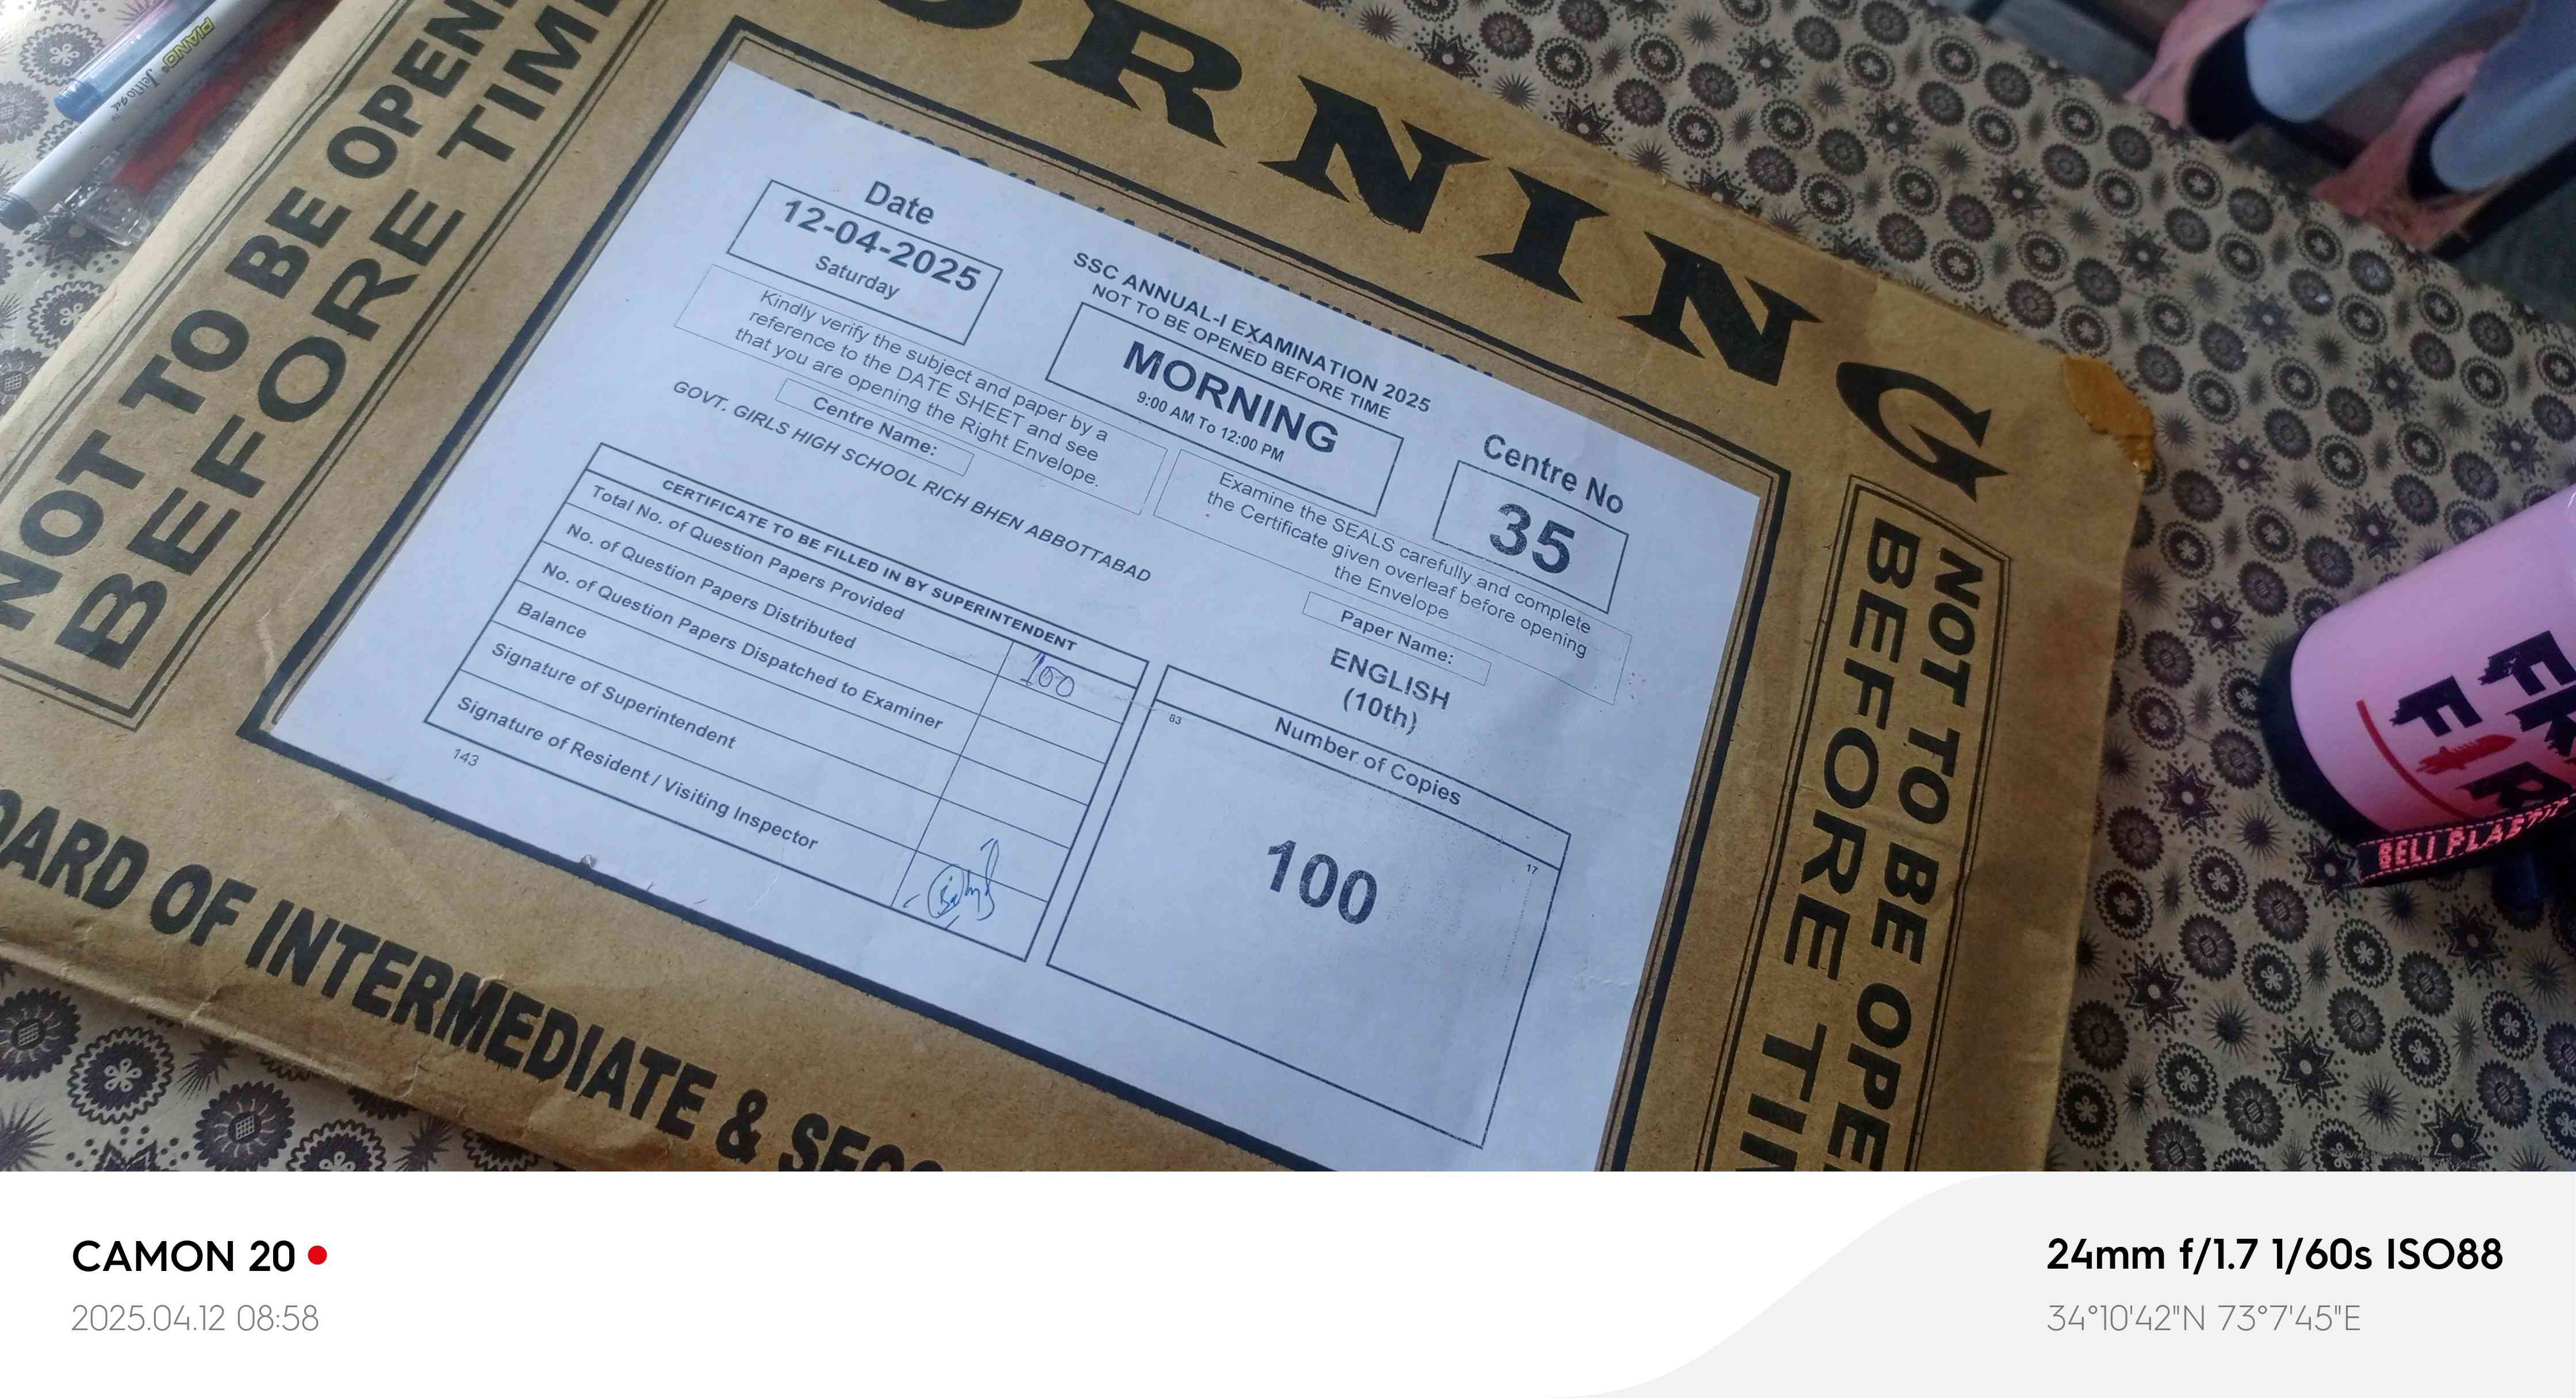 ORNING
NOT TO BE OPEN
BEFORE TIM
PIANO
Date
12-04-2025
Saturday
SSC ANNUAL-I EXAMINATION 2025
NOT TO BE OPENED BEFORE TIME
MORNING
9:00 AM To 12:00 PM
Centre No
35
Kindly verify the subject and paper by a
reference to the DATE SHEET and see
that you are opening the Right Envelope.
Examine the SEALS carefully and complete
the Certificate given overleaf before opening
the Envelope
Centre Name:
GOVT. GIRLS HIGH SCHOOL RICH BHEN ABBOTTABAD
Paper Name:
ENGLISH
(10th)
CERTIFICATE TO BE FILLED IN BY SUPERINTENDENT
Total No. of Question Papers Provided 100
No. of Question Papers Distributed
No. of Question Papers Dispatched to Examiner
Balance
Signature of Superintendent
Signature of Resident / Visiting Inspector
143
83
Number of Copies
17
100
NOT TO BE OPE
BEFORE TIM
OARD OF INTERMEDIATE & SECO
BELI PLASTI
CAMON 20
2025.04.12 08:58
24mm f/1.7 1/60s ISO88
34°10'42"N 73°7'45"E